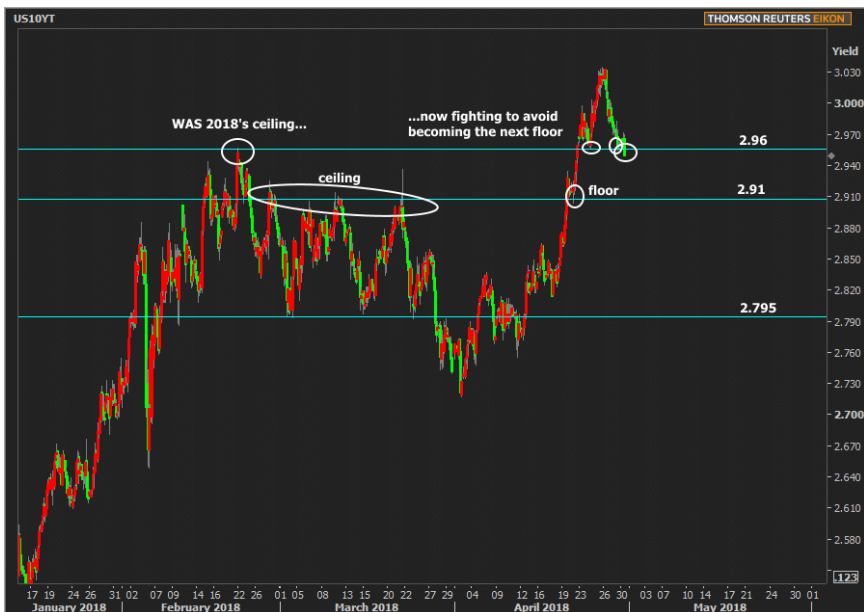 US10YT
THOMSON REUTERS EIKON
Yield
3.030
3.000
WAS 2018's ceiling...
...now fighting to avoid
becoming the next floor
2.970
2.96
2.940
ceiling
floor
2.91
2.910
2.880
2.850
2.820
2.795
2.790
2.760
2.730
2.700
2.670
2.640
2.610
2.580
.123
17 19 24 26 31 02 07 09 14 16 22 26 01 05 08 13 16 22 27 29 04 09 12 17 19 23 26 30 03 07 10 14 17 21 24 30 01
January 2018 February 2018 March 2018 April 2018 May 2018